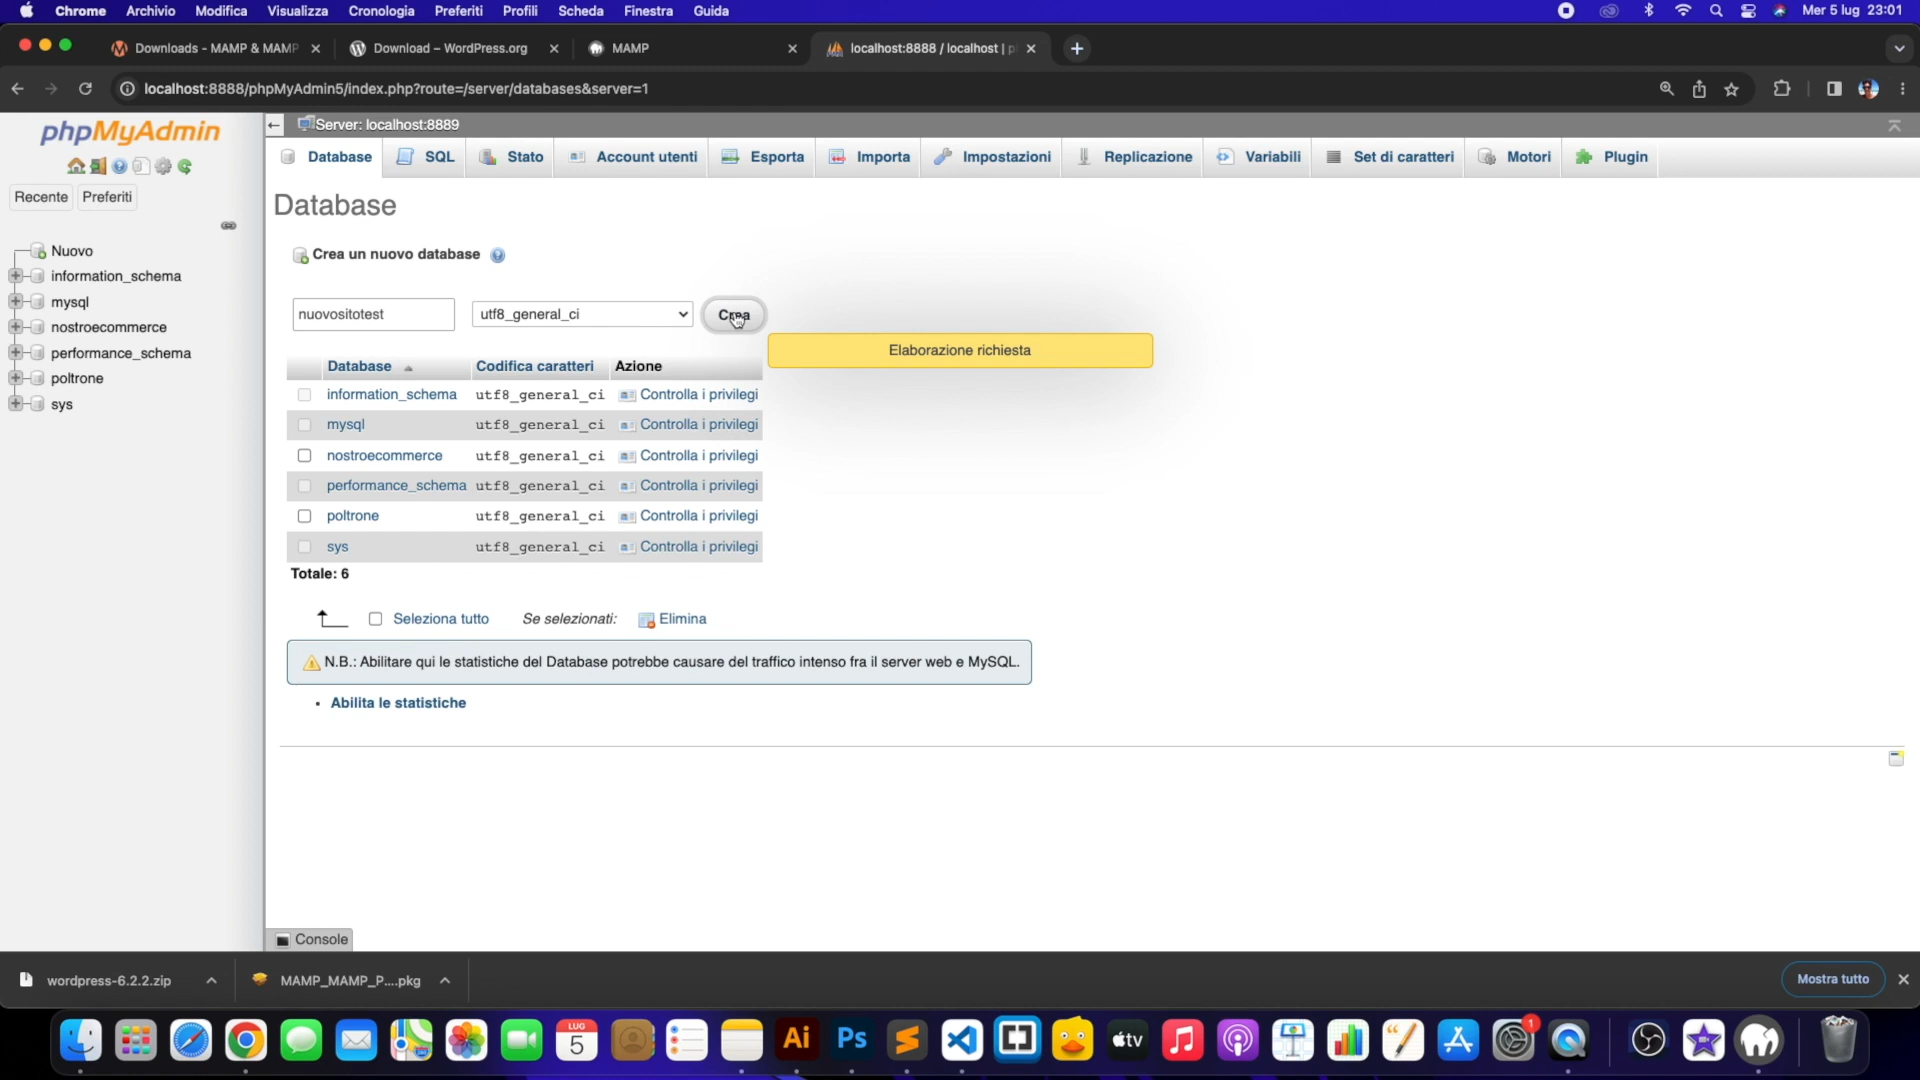 Chrome Archivio Modifica Visualizza Cronologia Preferiti Profili Scheda Finestra Guida Mer 5 lug 23:01
Downloads - MAMP & MAMP Download – WordPress.org MAMP localhost:8888 / localhost | p
localhost:8888/phpMyAdmin5/index.php?route=/server/databases&server=1
phpMyAdmin
Recente Preferiti
Nuovo
information_schema
mysql
nostroecommerce
performance_schema
poltrone
sys
Server: localhost:8889
Database SQL Stato Account utenti Esporta Importa Impostazioni Replicazione Variabili Set di caratteri Motori Plugin
Database
Crea un nuovo database
nuovositotest utf8_general_ci Crea
Elaborazione richiesta
Database Codifica caratteri Azione
information_schema utf8_general_ci Controlla i privilegi
mysql utf8_general_ci Controlla i privilegi
nostroecommerce utf8_general_ci Controlla i privilegi
performance_schema utf8_general_ci Controlla i privilegi
poltrone utf8_general_ci Controlla i privilegi
sys utf8_general_ci Controlla i privilegi
Totale: 6
Seleziona tutto Se selezionati: Elimina
N.B.: Abilitare qui le statistiche del Database potrebbe causare del traffico intenso fra il server web e MySQL.
Abilita le statistiche
Console
wordpress-6.2.2.zip MAMP_MAMP_P....pkg Mostra tutto
LUG
5
Ai Ps tv 1